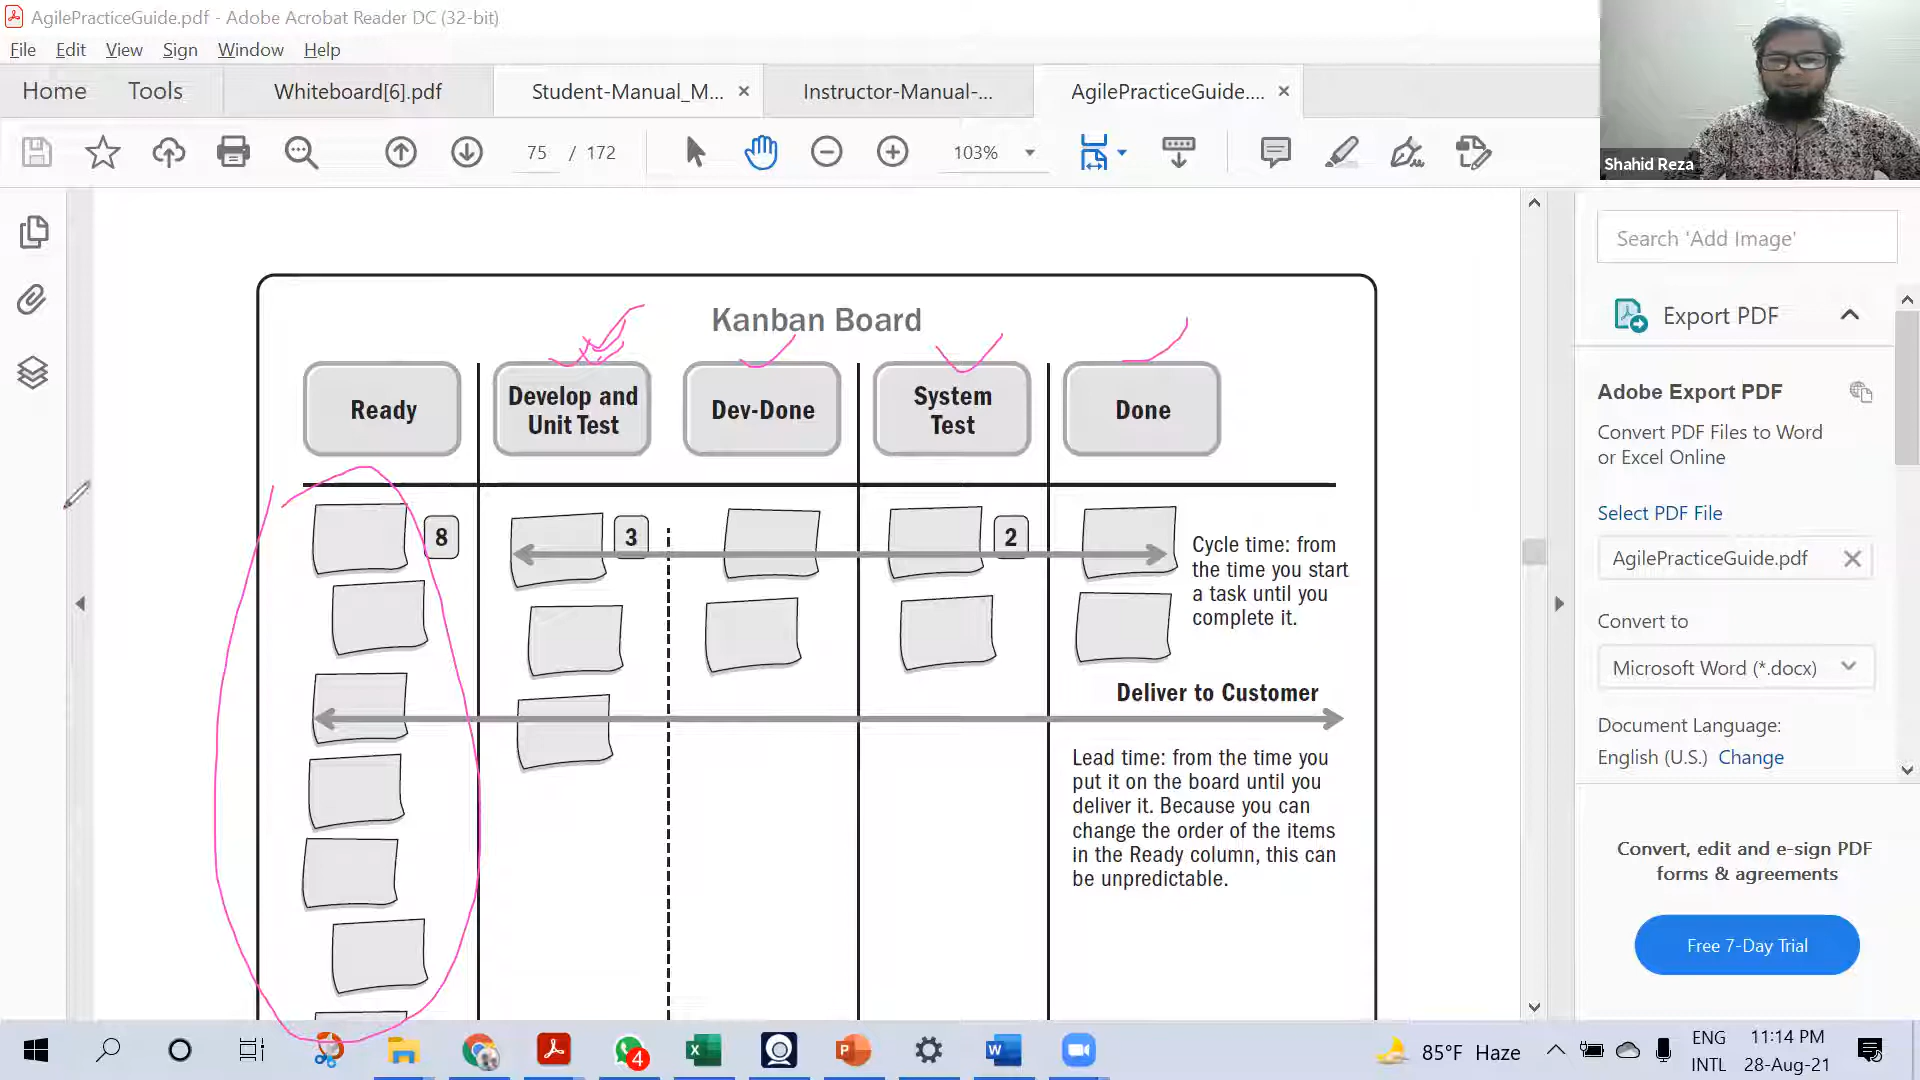 AgilePracticeGuide.pdf - Adobe Acrobat Reader DC (32-bit)
File Edit View Sign Window Help
Home Tools Whiteboard[6].pdf Student-Manual_M... Instructor-Manual-... AgilePracticeGuide....
75 / 172 103%
Shahid Reza
Search 'Add Image'
Export PDF
Adobe Export PDF
Convert PDF Files to Word
or Excel Online
Select PDF File
AgilePracticeGuide.pdf
Convert to
Microsoft Word (*.docx)
Document Language:
English (U.S.) Change
Convert, edit and e-sign PDF
forms & agreements
Free 7-Day Trial
Kanban Board
Ready
Develop and
Unit Test
Dev-Done
System
Test
Done
8
3
2
Cycle time: from
the time you start
a task until you
complete it.
Deliver to Customer
Lead time: from the time you
put it on the board until you
deliver it. Because you can
change the order of the items
in the Ready column, this can
be unpredictable.
4
85°F Haze
ENG
INTL
11:14 PM
28-Aug-21